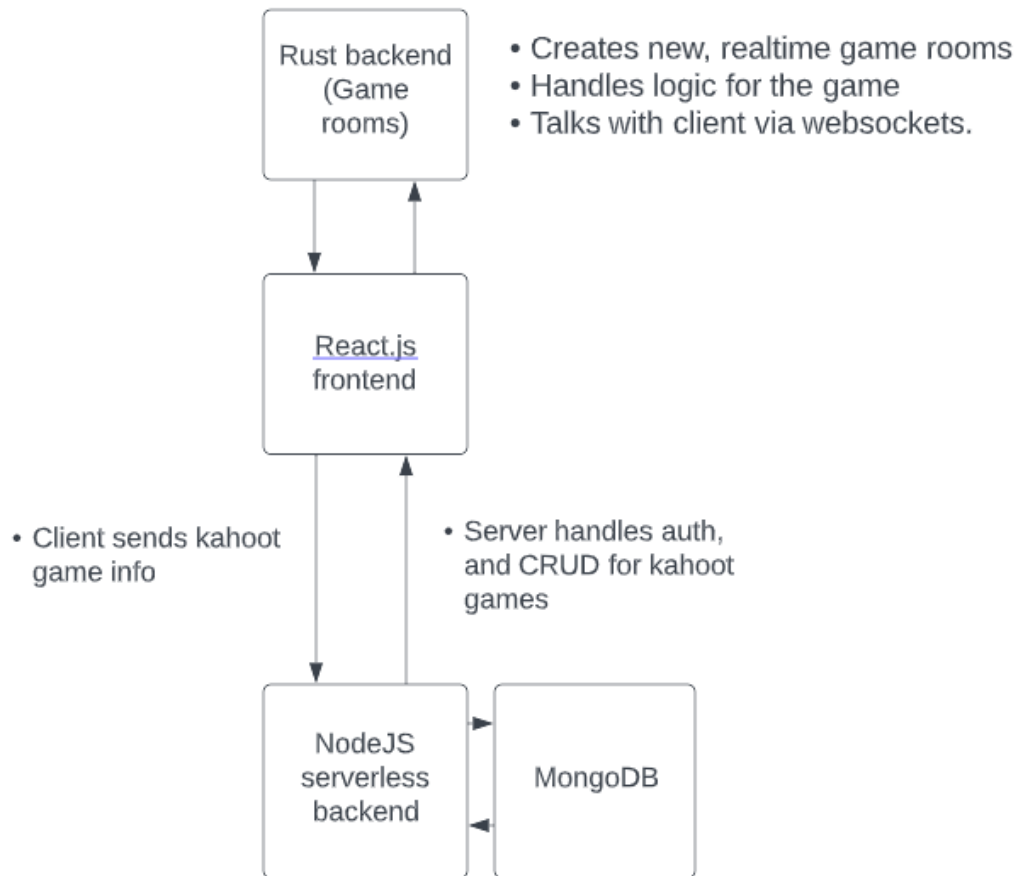 Rust backend
(Game
rooms)
• Creates new, realtime game rooms
• Handles logic for the game
• Talks with client via websockets.
React.js
frontend
• Client sends kahoot
game info
• Server handles auth,
and CRUD for kahoot
games
NodeJS
serverless
backend
MongoDB